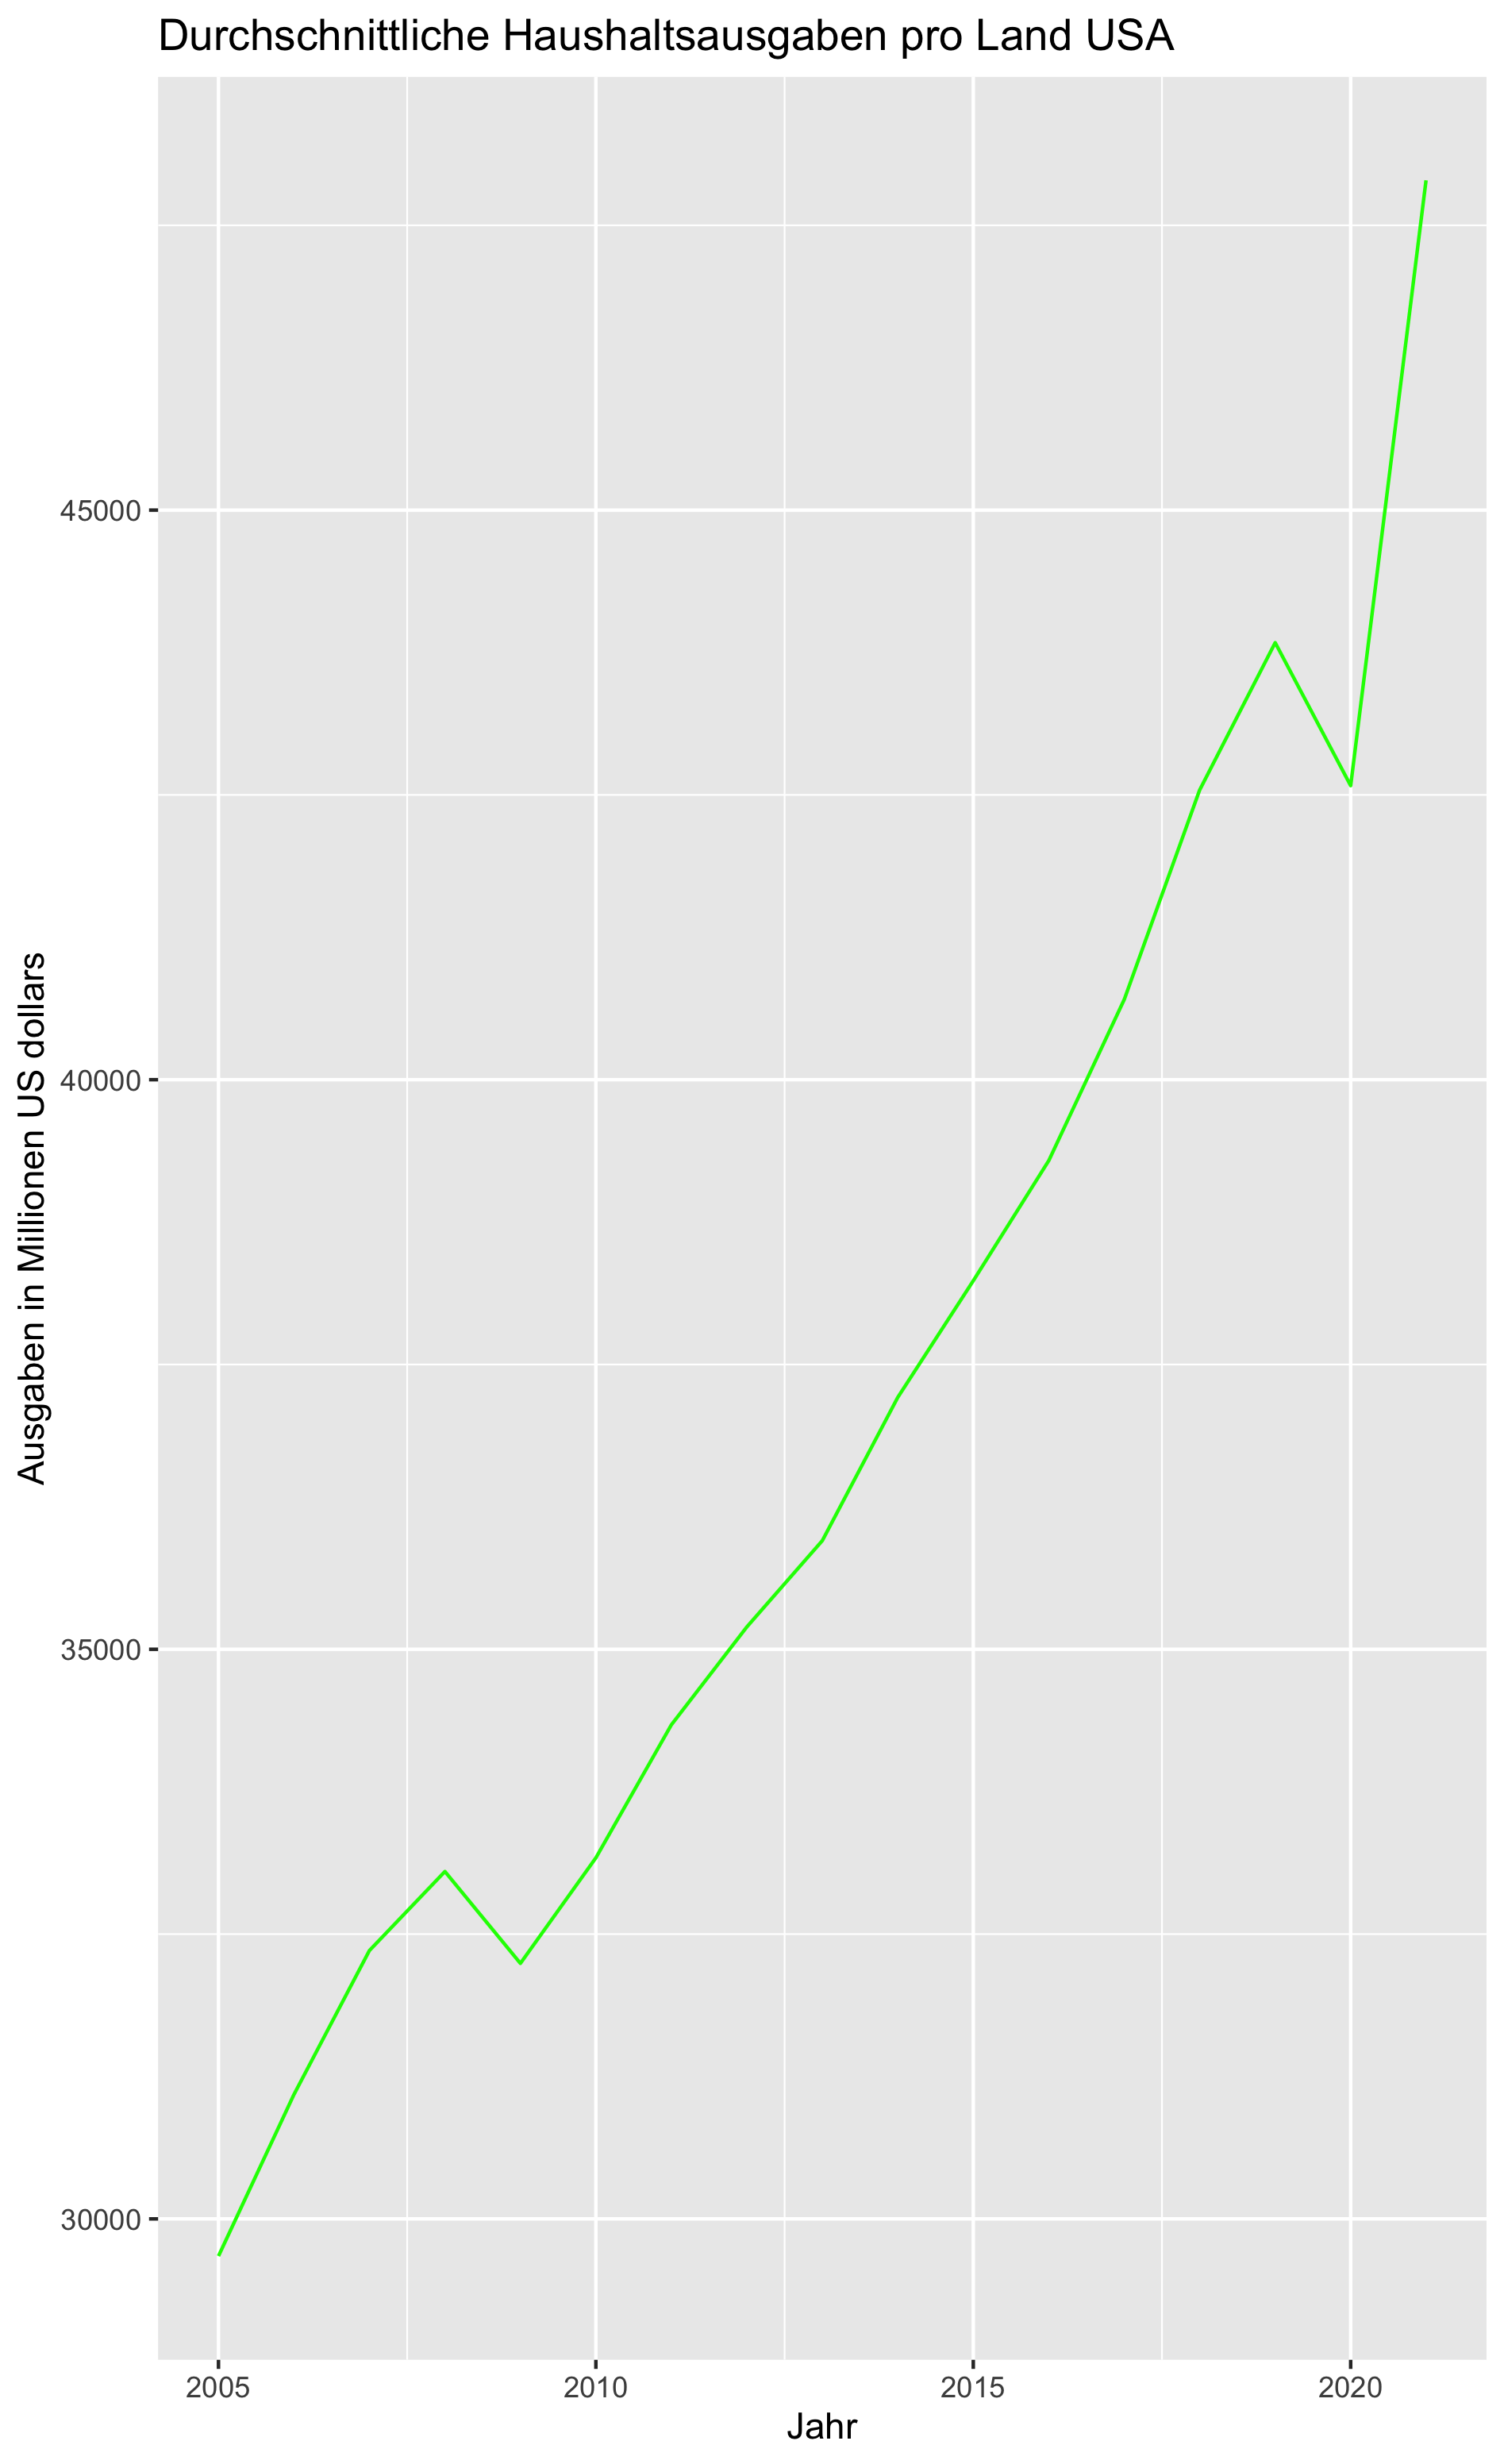 Durchschnittliche Haushaltsausgaben pro Land USA
Ausgaben in Millionen US dollars
45000
40000
35000
30000
2005
2010
2015
2020
Jahr